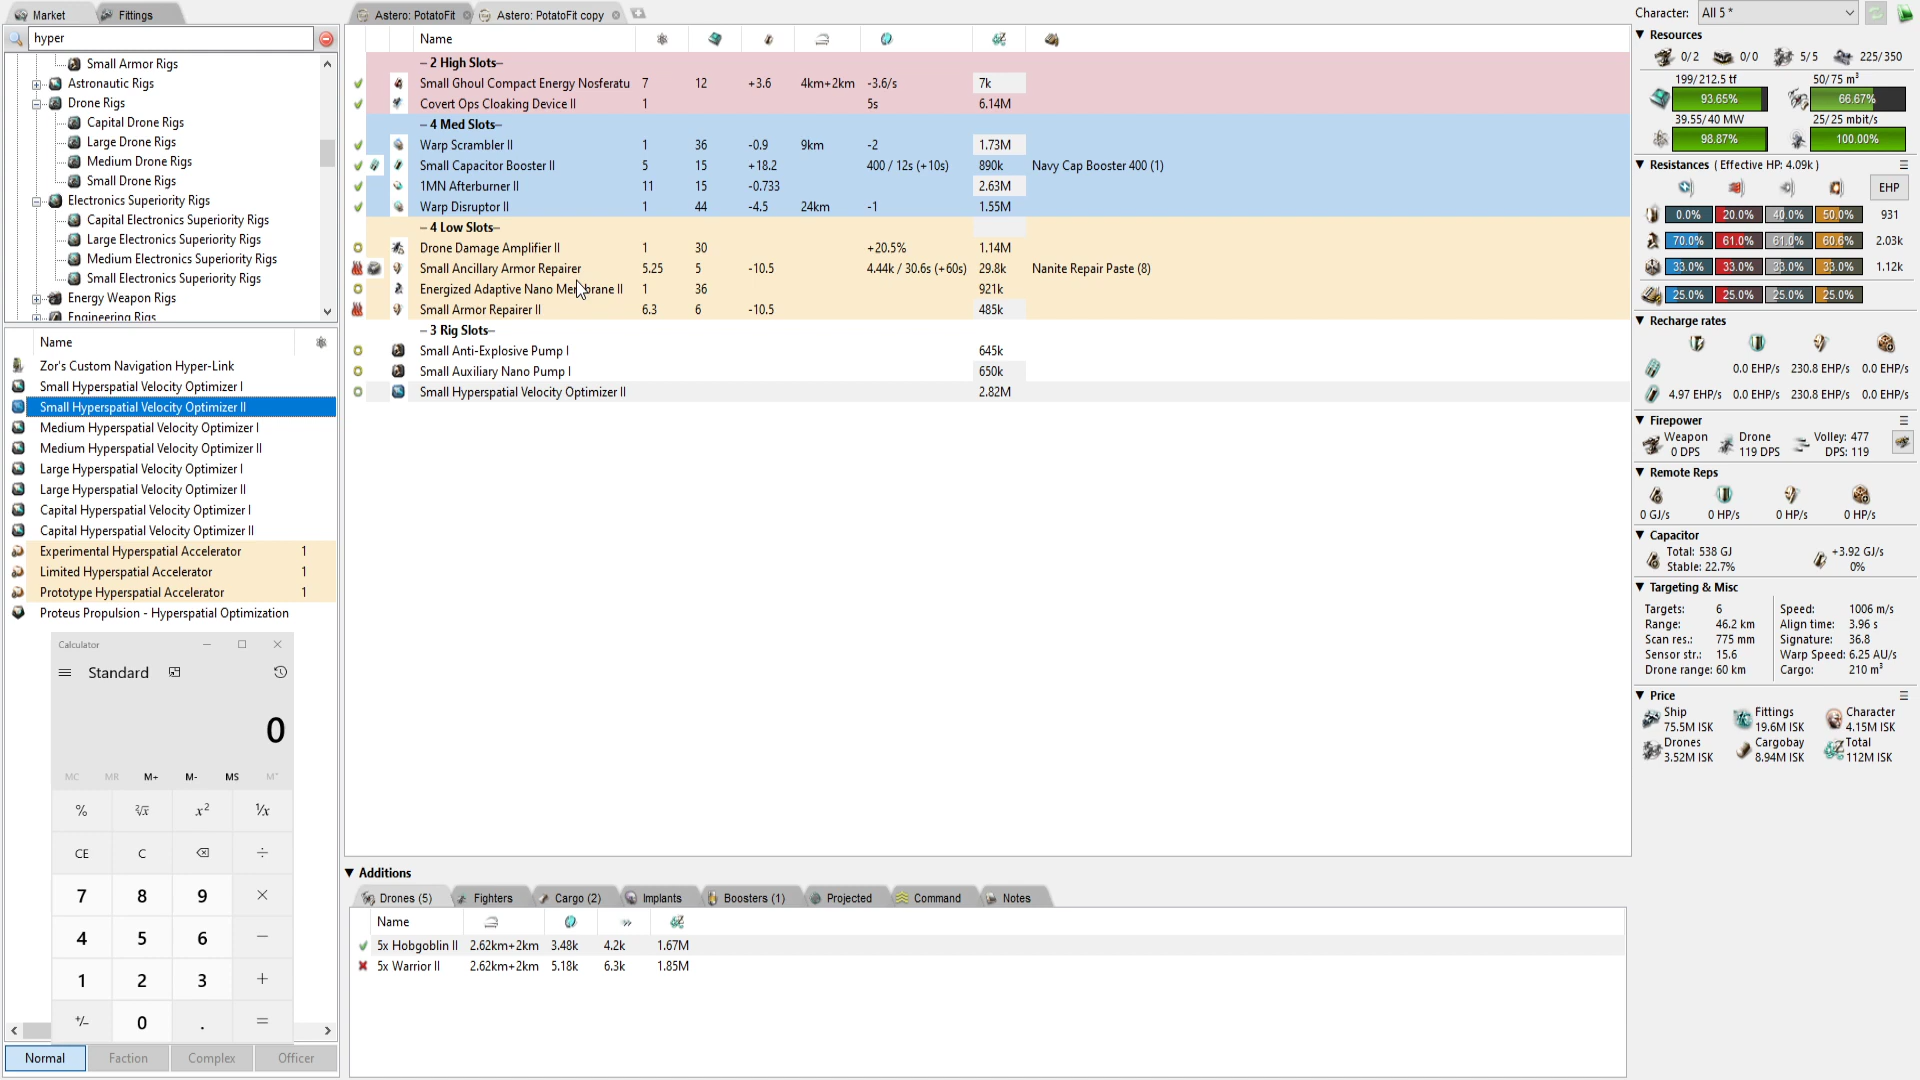 Market
Fittings
hyper
Small Armor Rigs
Astronautic Rigs
Drone Rigs
Capital Drone Rigs
Large Drone Rigs
Medium Drone Rigs
Small Drone Rigs
Electronics Superiority Rigs
Capital Electronics Superiority Rigs
Large Electronics Superiority Rigs
Medium Electronics Superiority Rigs
Small Electronics Superiority Rigs
Energy Weapon Rigs
Engineering Rigs
Name
Zor's Custom Navigation Hyper-Link
Small Hyperspatial Velocity Optimizer I
Small Hyperspatial Velocity Optimizer II
Medium Hyperspatial Velocity Optimizer I
Medium Hyperspatial Velocity Optimizer II
Large Hyperspatial Velocity Optimizer I
Large Hyperspatial Velocity Optimizer II
Capital Hyperspatial Velocity Optimizer I
Capital Hyperspatial Velocity Optimizer II
Experimental Hyperspatial Accelerator 1
Limited Hyperspatial Accelerator 1
Prototype Hyperspatial Accelerator 1
Proteus Propulsion - Hyperspatial Optimization
Calculator
Standard
0
MC MR M+ M- MS M˅
% ²√x x² ¹/x
CE C ÷
7 8 9 ×
4 5 6 −
1 2 3 +
+/- 0 . =
Normal Faction Complex Officer
Astero: PotatoFit
Astero: PotatoFit copy
Name
– 2 High Slots–
Small Ghoul Compact Energy Nosferatu 7 12 +3.6 4km+2km -3.6/s 7k
Covert Ops Cloaking Device II 1 5s 6.14M
– 4 Med Slots–
Warp Scrambler II 1 36 -0.9 9km -2 1.73M
Small Capacitor Booster II 5 15 +18.2 400 / 12s (+10s) 890k Navy Cap Booster 400 (1)
1MN Afterburner II 11 15 -0.733 2.63M
Warp Disruptor II 1 44 -4.5 24km -1 1.55M
– 4 Low Slots–
Drone Damage Amplifier II 1 30 +20.5% 1.14M
Small Ancillary Armor Repairer 5.25 5 -10.5 4.44k / 30.6s (+60s) 29.8k Nanite Repair Paste (8)
Energized Adaptive Nano Membrane II 1 36 921k
Small Armor Repairer II 6.3 6 -10.5 485k
– 3 Rig Slots–
Small Anti-Explosive Pump I 645k
Small Auxiliary Nano Pump I 650k
Small Hyperspatial Velocity Optimizer II 2.82M
Additions
Drones (5) Fighters Cargo (2) Implants Boosters (1) Projected Command Notes
Name
5x Hobgoblin II 2.62km+2km 3.48k 4.2k 1.67M
5x Warrior II 2.62km+2km 5.18k 6.3k 1.85M
Character: All 5 *
Resources
0/2 0/0 5/5 225/350
199/212.5 tf 50/75 m³
93.65% 66.67%
39.55/40 MW 25/25 mbit/s
98.87% 100.00%
Resistances (Effective HP: 4.09k)
EHP
0.0% 20.0% 40.0% 50.0% 931
70.0% 61.0% 61.0% 60.6% 2.03k
33.0% 33.0% 33.0% 33.0% 1.12k
25.0% 25.0% 25.0% 25.0%
Recharge rates
0.0 EHP/s 230.8 EHP/s 0.0 EHP/s
4.97 EHP/s 0.0 EHP/s 230.8 EHP/s 0.0 EHP/s
Firepower
Weapon Drone Volley: 477
0 DPS 119 DPS DPS: 119
Remote Reps
0 GJ/s 0 HP/s 0 HP/s 0 HP/s
Capacitor
Total: 538 GJ +3.92 GJ/s
Stable: 22.7% 0%
Targeting & Misc
Targets: 6 Speed: 1006 m/s
Range: 46.2 km Align time: 3.96 s
Scan res.: 775 mm Signature: 36.8
Sensor str.: 15.6 Warp Speed: 6.25 AU/s
Drone range: 60 km Cargo: 210 m³
Price
Ship Fittings Character
75.5M ISK 19.6M ISK 4.15M ISK
Drones Cargobay Total
3.52M ISK 8.94M ISK 112M ISK